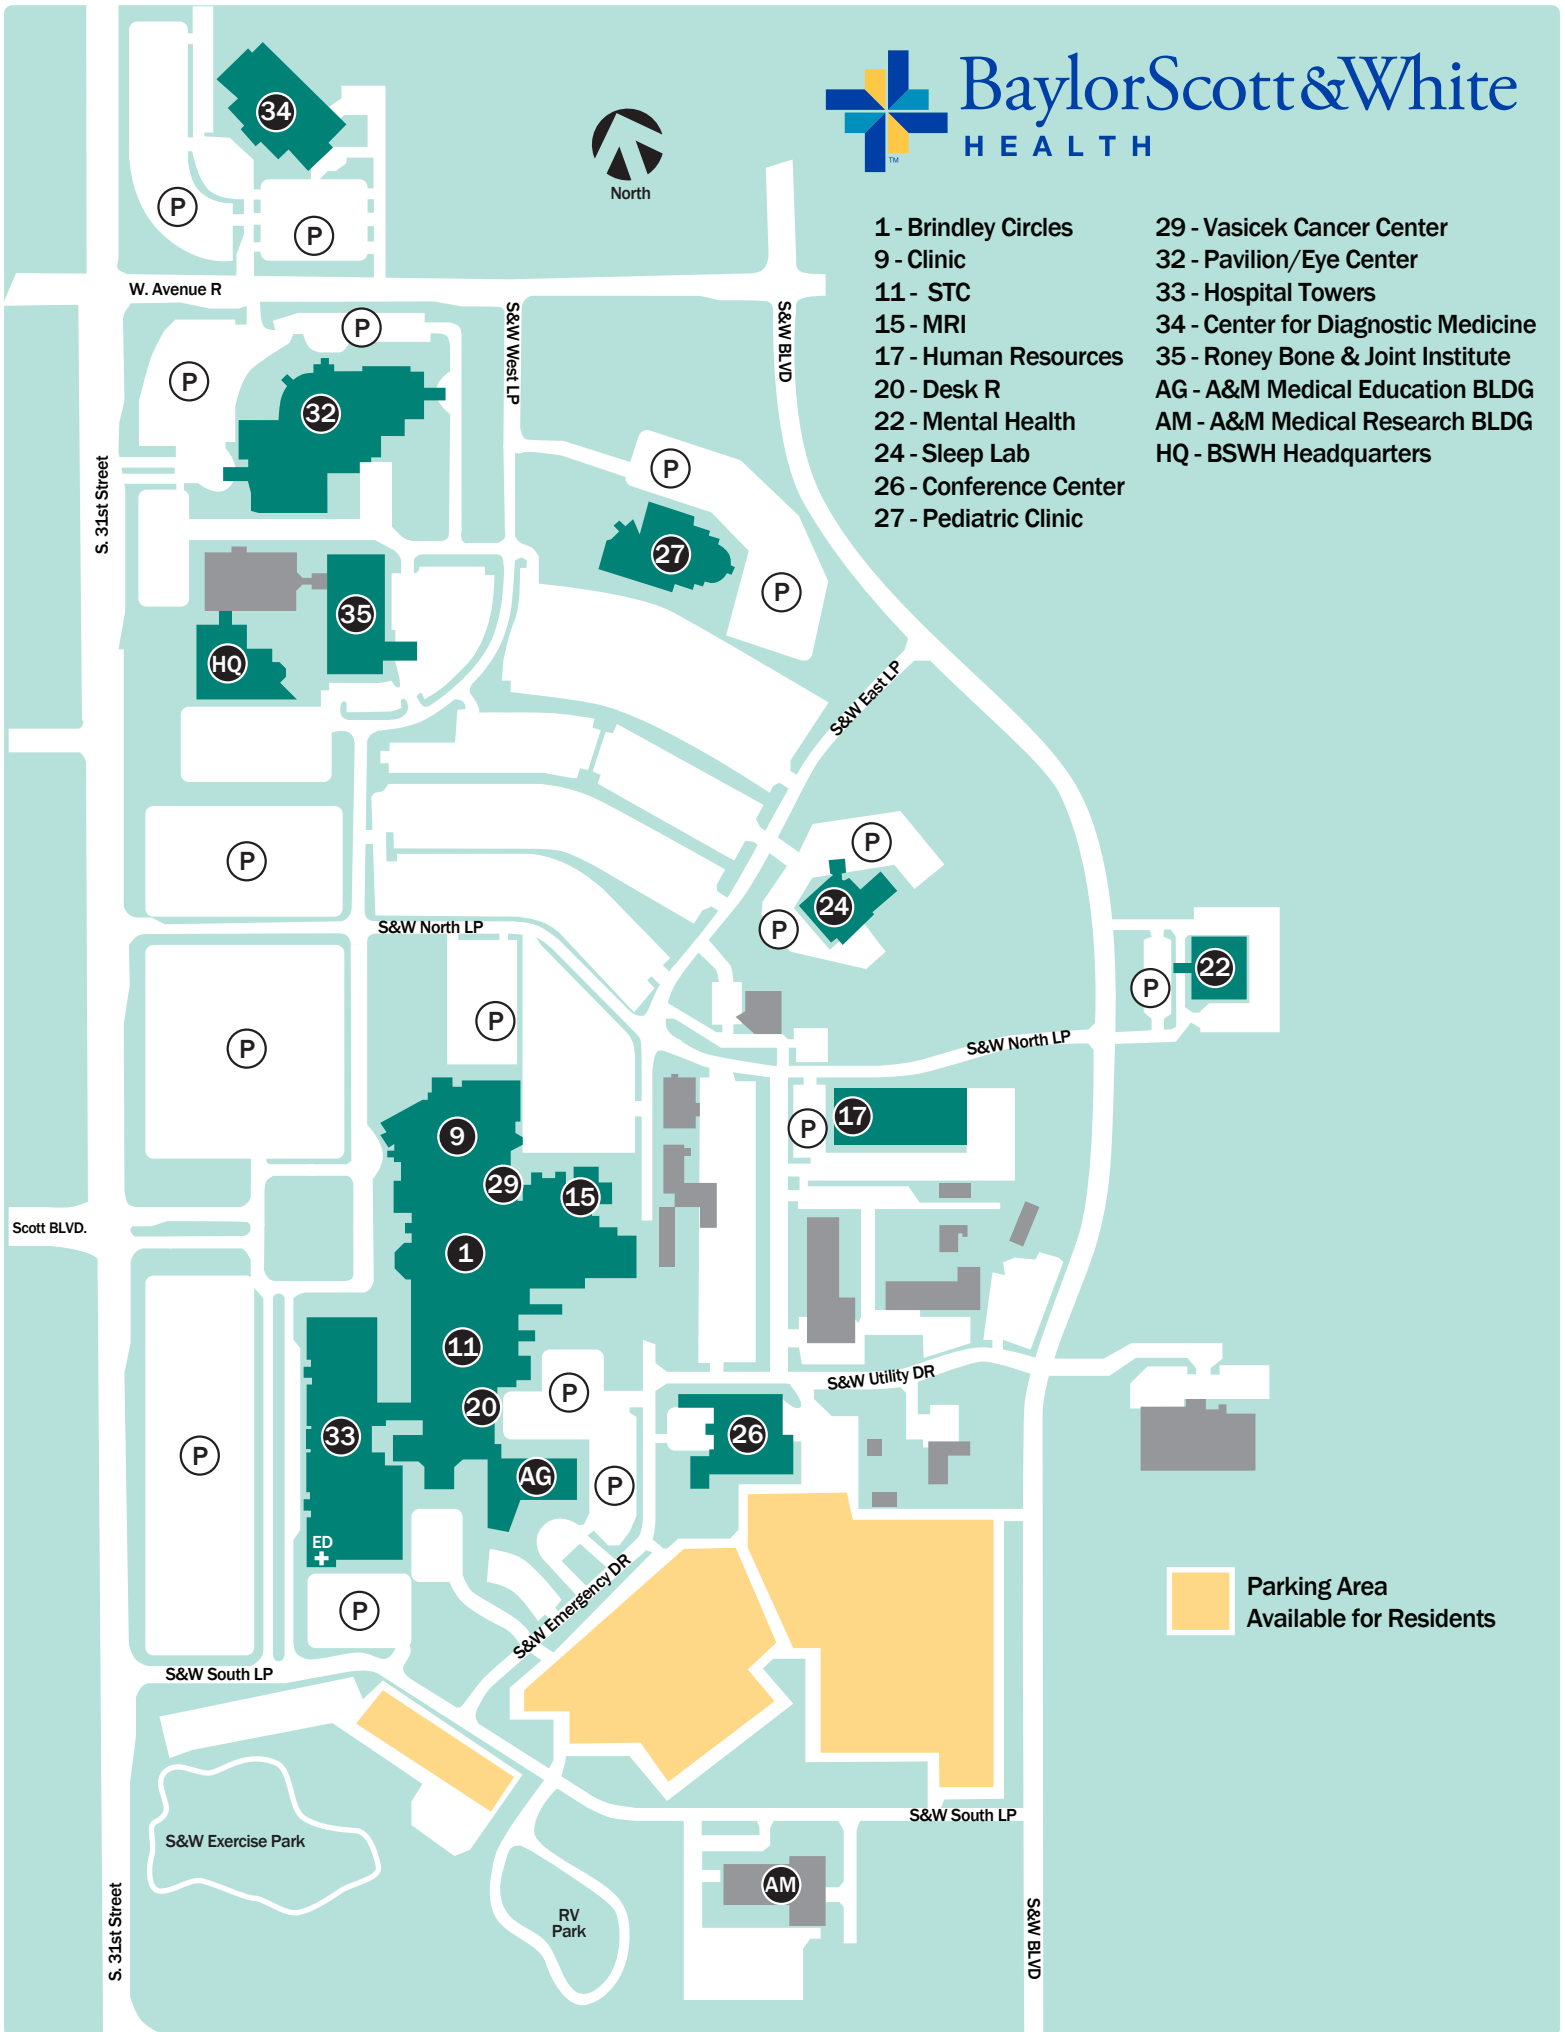 BaylorScott&White
HEALTH
TM
North
1 - Brindley Circles
9 - Clinic
11 - STC
15 - MRI
17 - Human Resources
20 - Desk R
22 - Mental Health
24 - Sleep Lab
26 - Conference Center
27 - Pediatric Clinic
29 - Vasicek Cancer Center
32 - Pavilion/Eye Center
33 - Hospital Towers
34 - Center for Diagnostic Medicine
35 - Roney Bone & Joint Institute
AG - A&M Medical Education BLDG
AM - A&M Medical Research BLDG
HQ - BSWH Headquarters
34
P
P
W. Avenue R
P
S&W West LP
S&W BLVD
P
32
S. 31st Street
P
27
P
35
HQ
S&W East LP
P
P
24
P
S&W North LP
22
P
P
P
S&W North LP
17
P
9
29
15
Scott BLVD.
1
11
S&W Utility DR
P
20
33
26
P
AG
P
ED
S&W Emergency DR
P
Parking Area
Available for Residents
S&W South LP
S&W South LP
S&W Exercise Park
AM
RV
Park
S. 31st Street
S&W BLVD